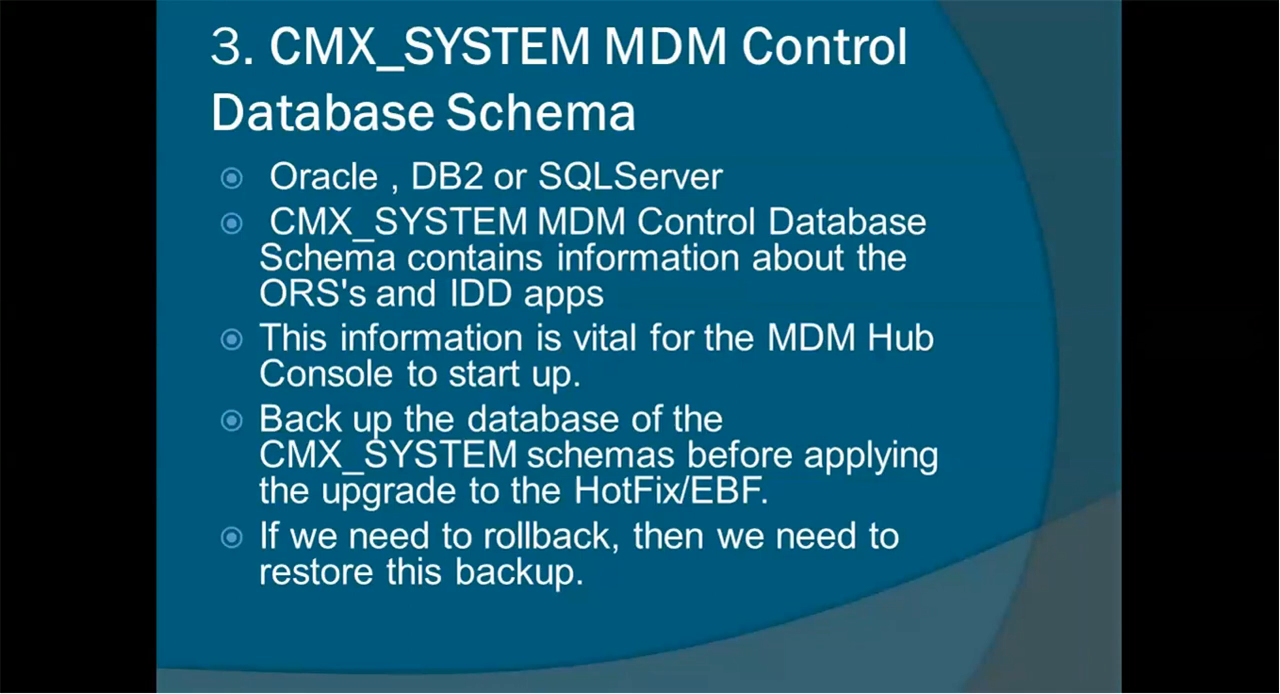 3. CMX_SYSTEM MDM Control
Database Schema
Oracle , DB2 or SQLServer
CMX_SYSTEM MDM Control Database
Schema contains information about the
ORS's and IDD apps
This information is vital for the MDM Hub
Console to start up.
Back up the database of the
CMX_SYSTEM schemas before applying
the upgrade to the HotFix/EBF.
If we need to rollback, then we need to
restore this backup.